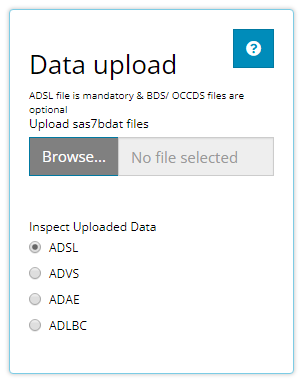 ?
Data upload
ADSL file is mandatory & BDS/ OCCDS files are
optional
Upload sas7bdat files
Browse... No file selected
Inspect Uploaded Data
ADSL
ADVS
ADAE
ADLBC